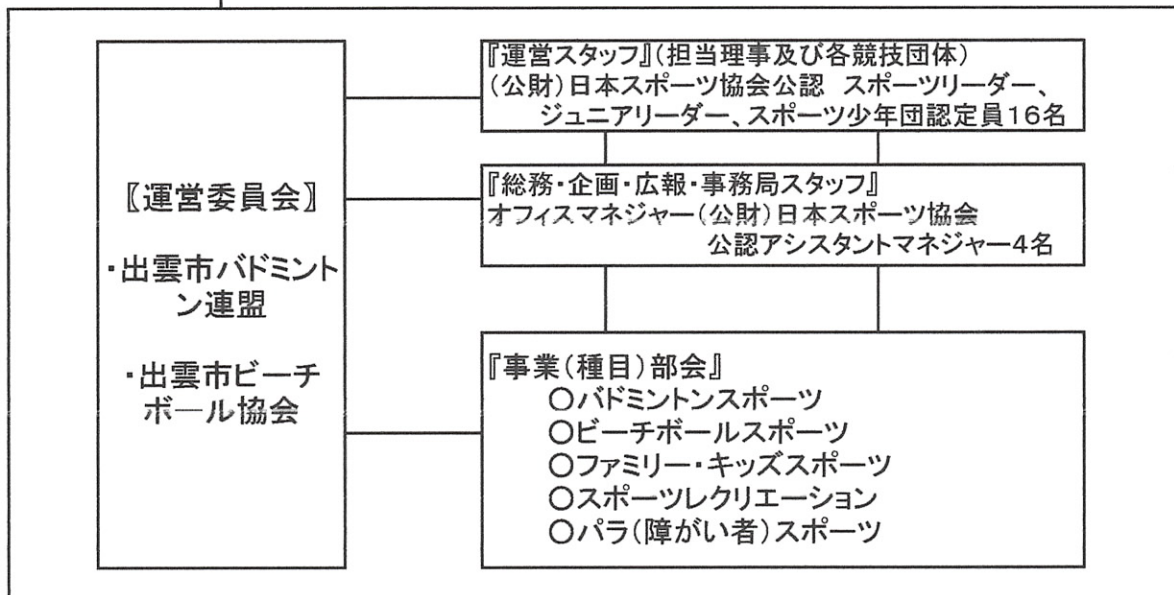 〖運営委員会〗
・出雲市バドミント
ン連盟
・出雲市ビーチ
ボール協会
『運営スタッフ』(担当理事及び各競技団体)
(公財)日本スポーツ協会公認 スポーツリーダー、
ジュニアリーダー、スポーツ少年団認定員16名
『総務・企画・広報・事務局スタッフ』
オフィスマネジャー(公財)日本スポーツ協会
公認アシスタントマネジャー4名
『事業(種目)部会』
〇バドミントンスポーツ
〇ビーチボールスポーツ
〇ファミリー・キッズスポーツ
〇スポーツレクリエーション
〇パラ(障がい者)スポーツ